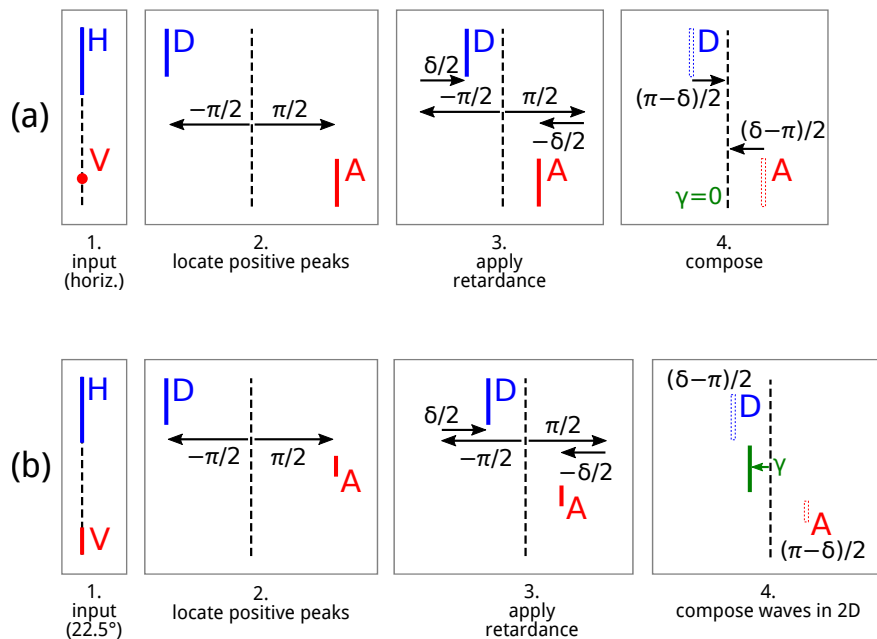 (a)
H
V
1.
input
(horiz.)
D
−π/2 π/2
A
2.
locate positive peaks
D
δ/2
−π/2 π/2
−δ/2
A
3.
apply
retardance
D
(π−δ)/2
(δ−π)/2
A
γ=0
4.
compose
(b)
H
V
1.
input
(22.5°)
D
−π/2 π/2
A
2.
locate positive peaks
D
δ/2
−π/2 π/2
−δ/2
A
3.
apply
retardance
(δ−π)/2
D
γ
A
(π−δ)/2
4.
compose waves in 2D